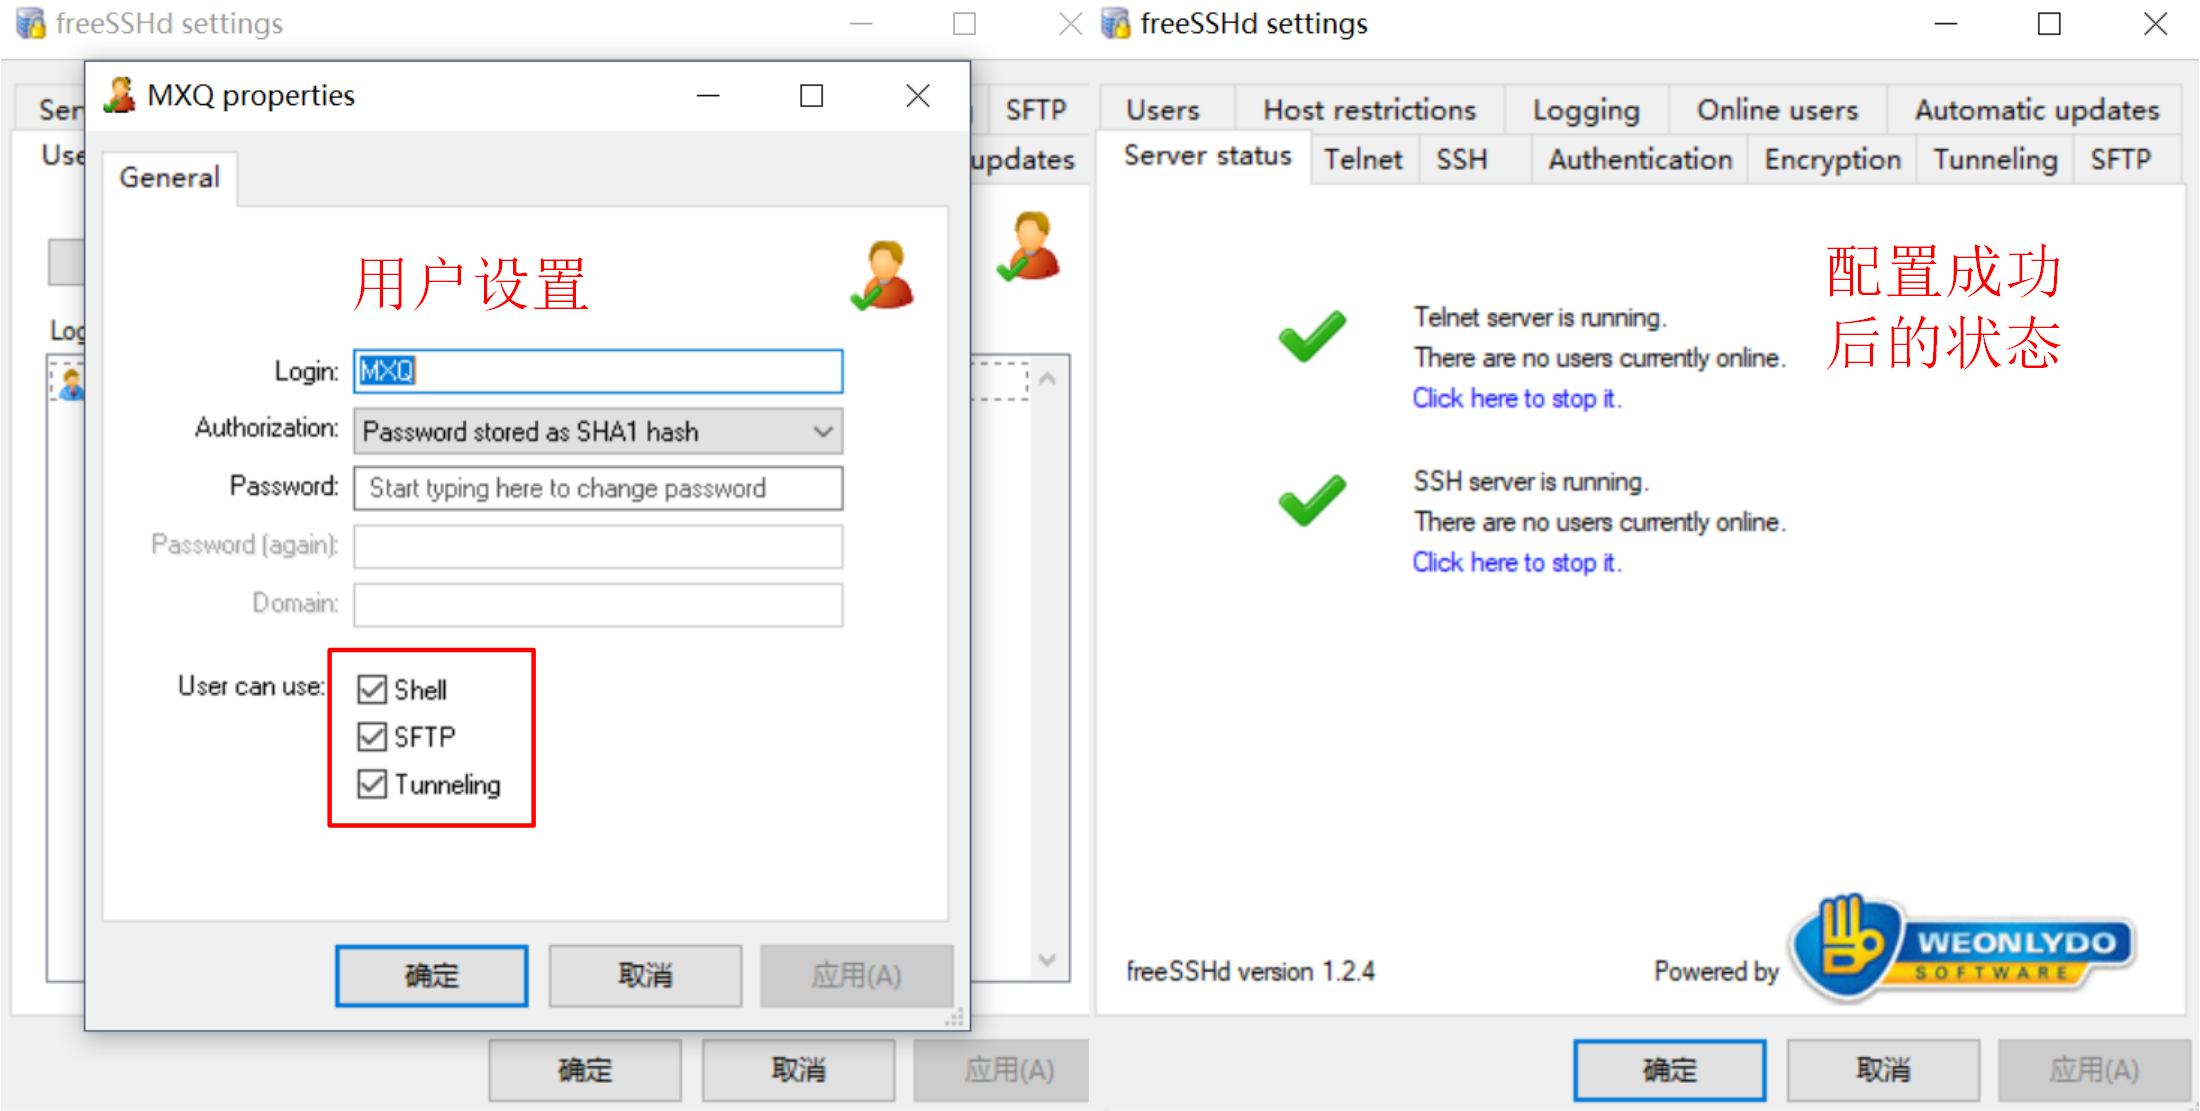 freeSSHd settings
SFTP
updates
MXQ properties
General
用户设置
Login: MXQ
Authorization: Password stored as SHA1 hash
Password: Start typing here to change password
Password (again):
Domain:
User can use: Shell
SFTP
Tunneling
确定 取消 应用(A)
确定 取消 应用(A)
freeSSHd settings
Users Host restrictions Logging Online users Automatic updates
Server status Telnet SSH Authentication Encryption Tunneling SFTP
配置成功
后的状态
Telnet server is running.
There are no users currently online.
Click here to stop it.
SSH server is running.
There are no users currently online.
Click here to stop it.
freeSSHd version 1.2.4
Powered by
WEONLYDO
SOFTWARE
确定 取消 应用(A)